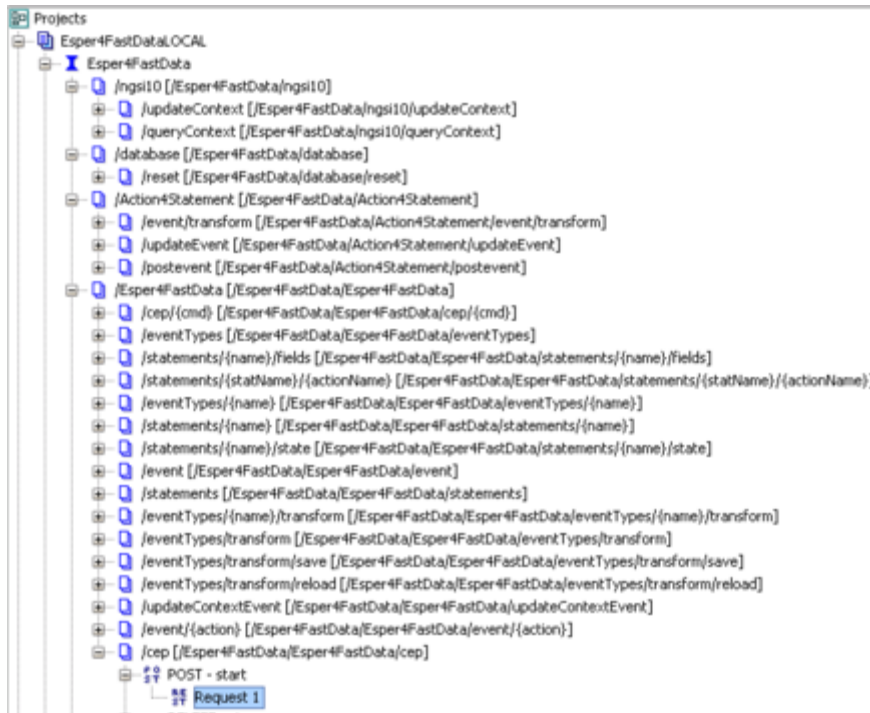 Projects
Esper4FastDataLOCAL
Esper4FastData
/ngsi10 [/Esper4FastData/ngsi10]
/updateContext [/Esper4FastData/ngsi10/updateContext]
/queryContext [/Esper4FastData/ngsi10/queryContext]
/database [/Esper4FastData/database]
/reset [/Esper4FastData/database/reset]
/Action4Statement [/Esper4FastData/Action4Statement]
/event/transform [/Esper4FastData/Action4Statement/event/transform]
/updateEvent [/Esper4FastData/Action4Statement/updateEvent]
/postevent [/Esper4FastData/Action4Statement/postevent]
/Esper4FastData [/Esper4FastData/Esper4FastData]
/cep/{cmd} [/Esper4FastData/Esper4FastData/cep/{cmd}]
/eventTypes [/Esper4FastData/Esper4FastData/eventTypes]
/statements/{name}/fields [/Esper4FastData/Esper4FastData/statements/{name}/fields]
/statements/{statName}/{actionName} [/Esper4FastData/Esper4FastData/statements/{statName}/{actionName}]
/eventTypes/{name} [/Esper4FastData/Esper4FastData/eventTypes/{name}]
/statements/{name} [/Esper4FastData/Esper4FastData/statements/{name}]
/statements/{name}/state [/Esper4FastData/Esper4FastData/statements/{name}/state]
/event [/Esper4FastData/Esper4FastData/event]
/statements [/Esper4FastData/Esper4FastData/statements]
/eventTypes/{name}/transform [/Esper4FastData/Esper4FastData/eventTypes/{name}/transform]
/eventTypes/transform [/Esper4FastData/Esper4FastData/eventTypes/transform]
/eventTypes/transform/save [/Esper4FastData/Esper4FastData/eventTypes/transform/save]
/eventTypes/transform/reload [/Esper4FastData/Esper4FastData/eventTypes/transform/reload]
/updateContextEvent [/Esper4FastData/Esper4FastData/updateContextEvent]
/event/{action} [/Esper4FastData/Esper4FastData/event/{action}]
/cep [/Esper4FastData/Esper4FastData/cep]
POST POST - start
REST Request 1